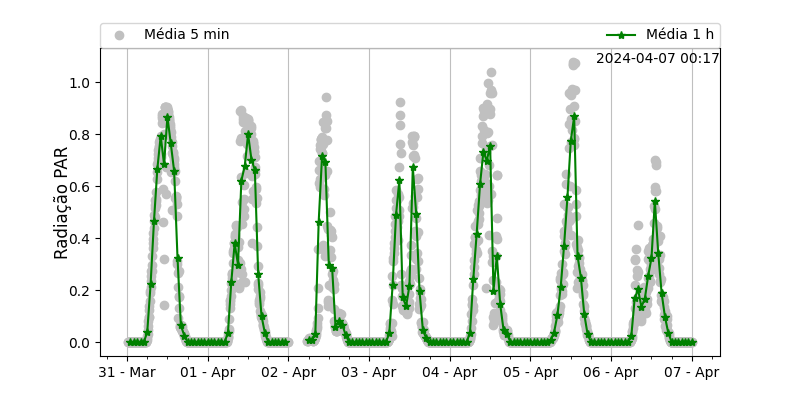 Média 5 min
Média 1 h
2024-04-07 00:17
Radiação PAR
1.0
0.8
0.6
0.4
0.2
0.0
31 - Mar
01 - Apr
02 - Apr
03 - Apr
04 - Apr
05 - Apr
06 - Apr
07 - Apr